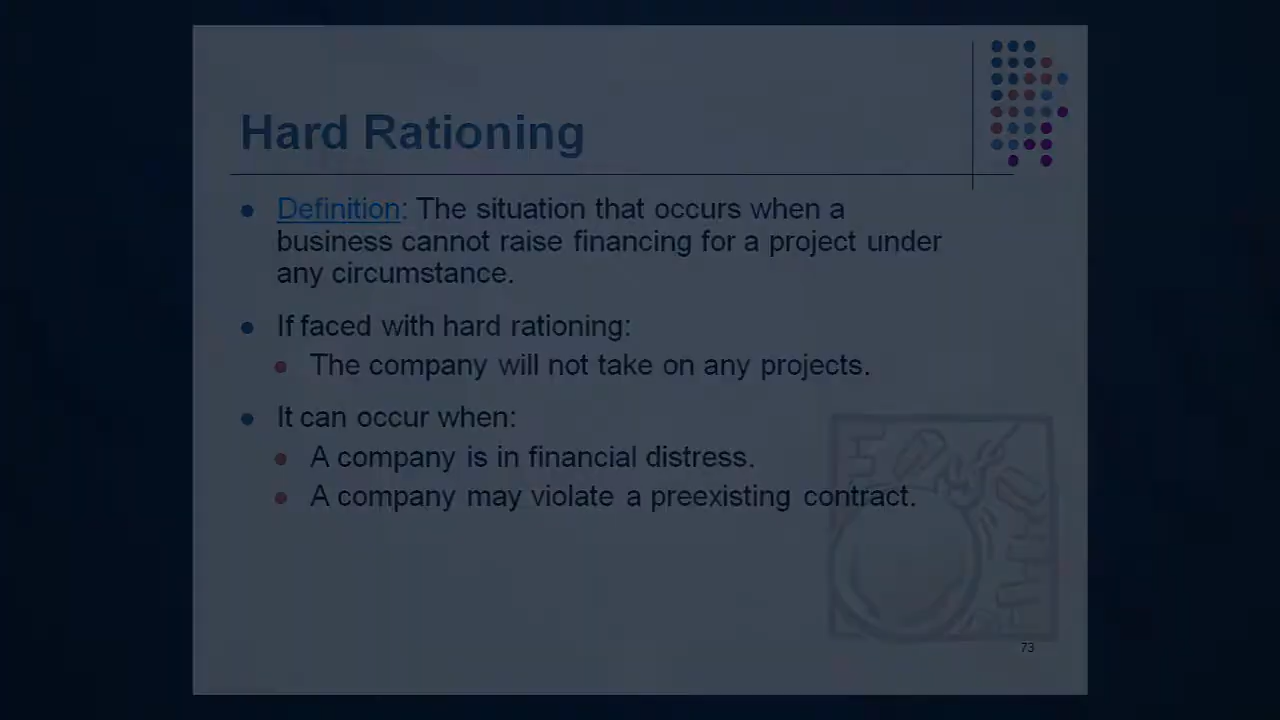 Hard Rationing
Definition: The situation that occurs when a
business cannot raise financing for a project under
any circumstance.
If faced with hard rationing:
The company will not take on any projects.
It can occur when:
A company is in financial distress.
A company may violate a preexisting contract.
73